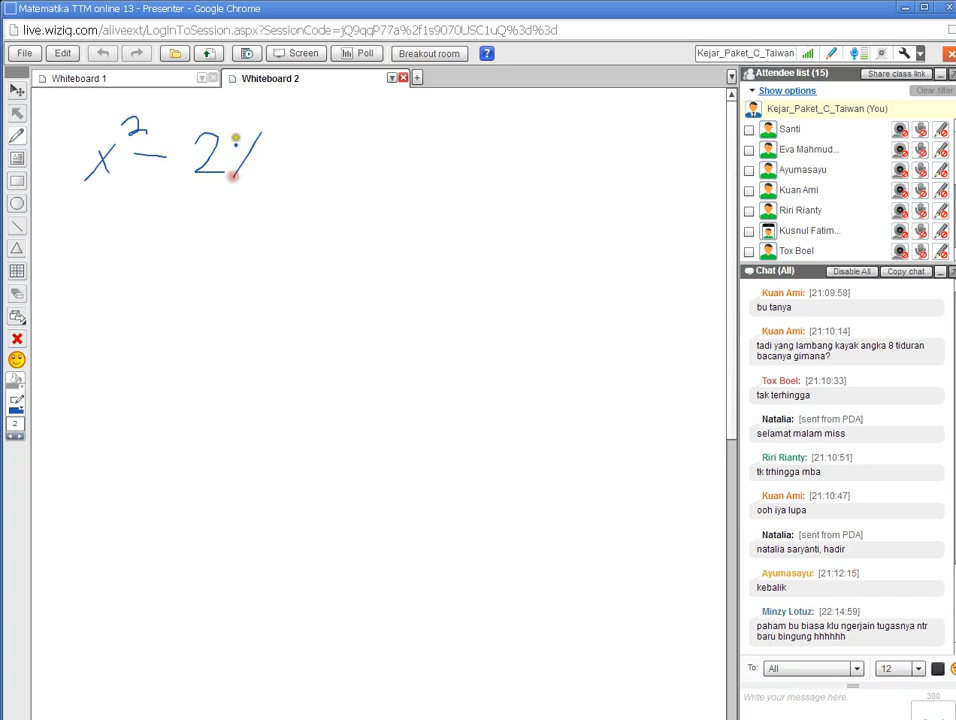 Matematika TTM online 13 - Presenter - Google Chrome
live.wiziq.com/aliveext/LoginToSession.aspx?SessionCode=jQ9qqP77a%2f1s9070USC1uQ%3d%3d
File Edit Screen Poll Breakout room ? Kejar_Paket_C_Taiwan
Whiteboard 1 Whiteboard 2
x² - 2
2
Attendee list (15) Share class link
Show options Clear filter
Kejar_Paket_C_Taiwan (You)
Santi
Eva Mahmud...
Ayumasayu
Kuan Ami
Riri Rianty
Kusnul Fatim...
Tox Boel
Chat (All) Disable All Copy chat
Kuan Ami: [21:09:58]
bu tanya
Kuan Ami: [21:10:14]
tadi yang lambang kayak angka 8 tiduran
bacanya gimana?
Tox Boel: [21:10:33]
tak terhingga
Natalia: [sent from PDA]
selamat malam miss
Riri Rianty: [21:10:51]
tk trhingga mba
Kuan Ami: [21:10:47]
ooh iya lupa
Natalia: [sent from PDA]
natalia saryanti, hadir
Ayumasayu: [21:12:15]
kebalik
Minzy Lotuz: [22:14:59]
paham bu biasa klu ngerjain tugasnya ntr
baru bingung hhhhhh
To: All 12
Write your message here. 300